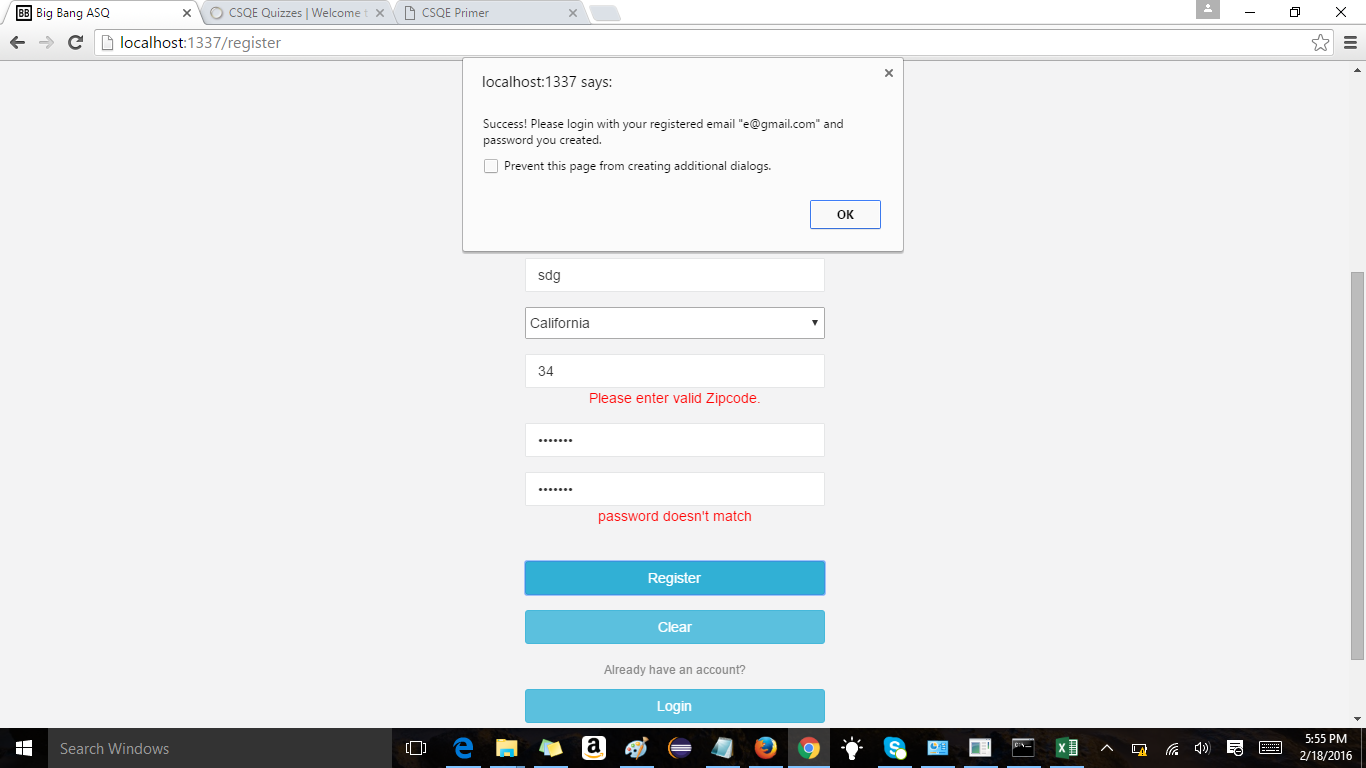 BB Big Bang ASQ
CSQE Quizzes | Welcome t
CSQE Primer
localhost:1337/register
localhost:1337 says:
Success! Please login with your registered email "e@gmail.com" and
password you created.
Prevent this page from creating additional dialogs.
OK
sdg
California
34
Please enter valid Zipcode.
•••••••
•••••••
password doesn't match
Register
Clear
Already have an account?
Login
Search Windows
5:55 PM
2/18/2016